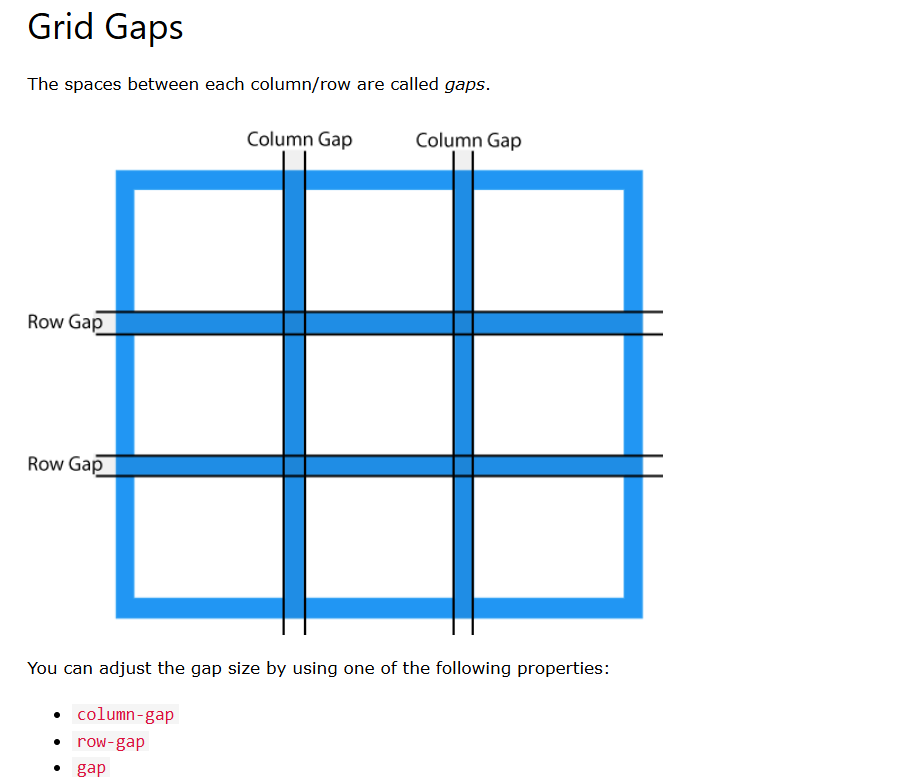 Grid Gaps
The spaces between each column/row are called gaps.
Column Gap Column Gap
Row Gap
Row Gap
You can adjust the gap size by using one of the following properties:
column-gap
row-gap
gap